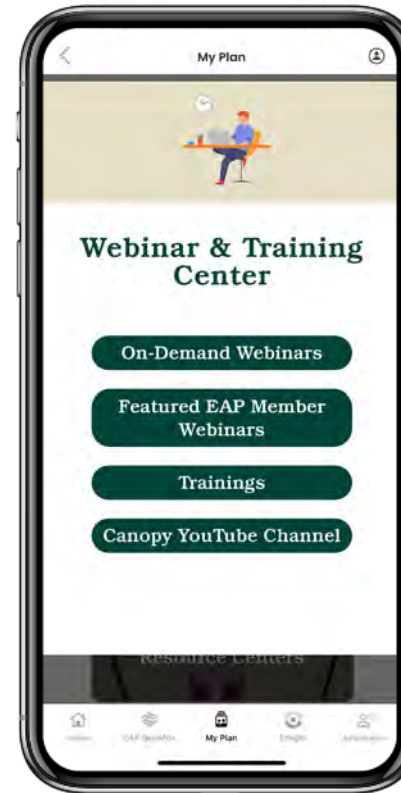 My Plan
Webinar & Training
Center
On-Demand Webinars
Featured EAP Member
Webinars
Trainings
Canopy YouTube Channel
Resource Centers
My Plan